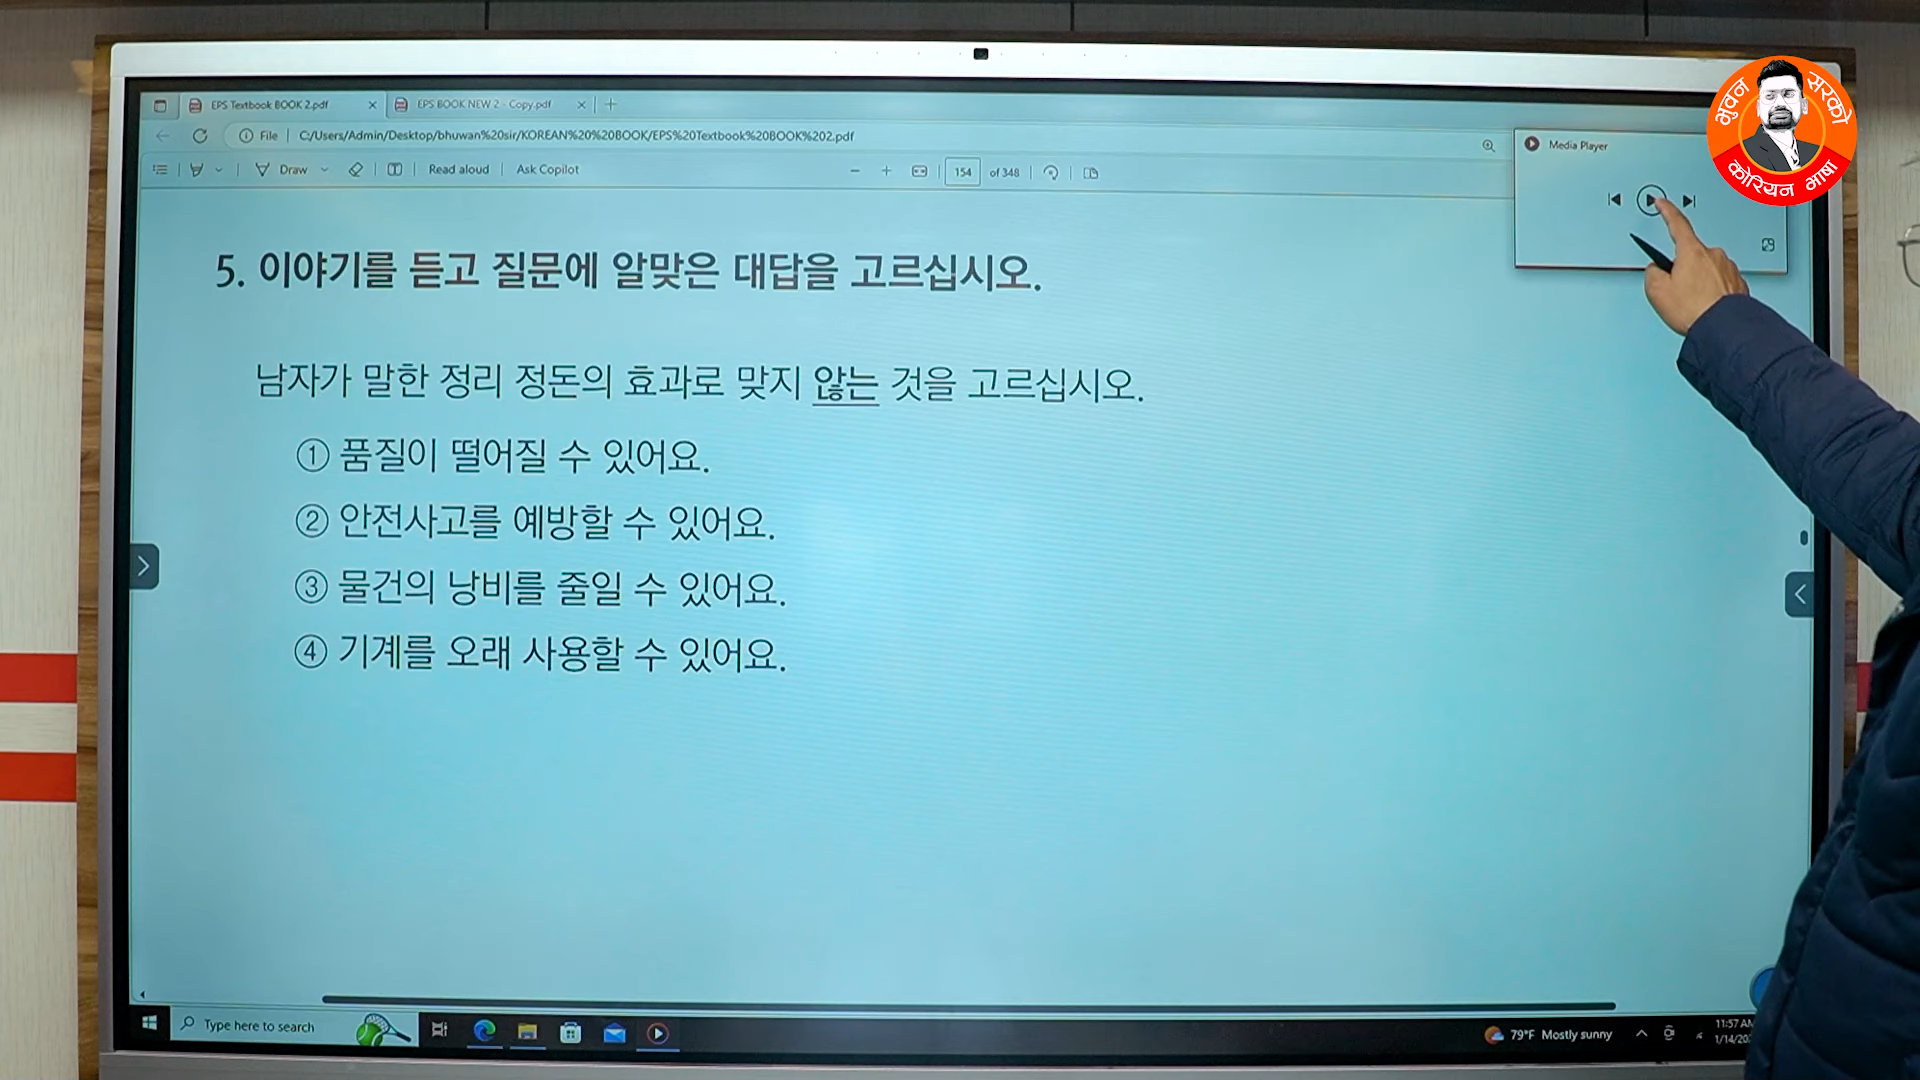 EPS Textbook BOOK 2.pdf
EPS BOOK NEW 2 - Copy.pdf
File
C:/Users/Admin/Desktop/bhuwan%20sir/KOREAN%20%20BOOK/EPS%20Textbook%20BOOK%202.pdf
Draw
Read aloud
Ask Copilot
154 of 348
Media Player
भुवन सरको
कोरियन भाषा
5. 이야기를 듣고 질문에 알맞은 대답을 고르십시오.
남자가 말한 정리 정돈의 효과로 맞지 않는 것을 고르십시오.
① 품질이 떨어질 수 있어요.
② 안전사고를 예방할 수 있어요.
③ 물건의 낭비를 줄일 수 있어요.
④ 기계를 오래 사용할 수 있어요.
Type here to search
79°F Mostly sunny
11:57 AM